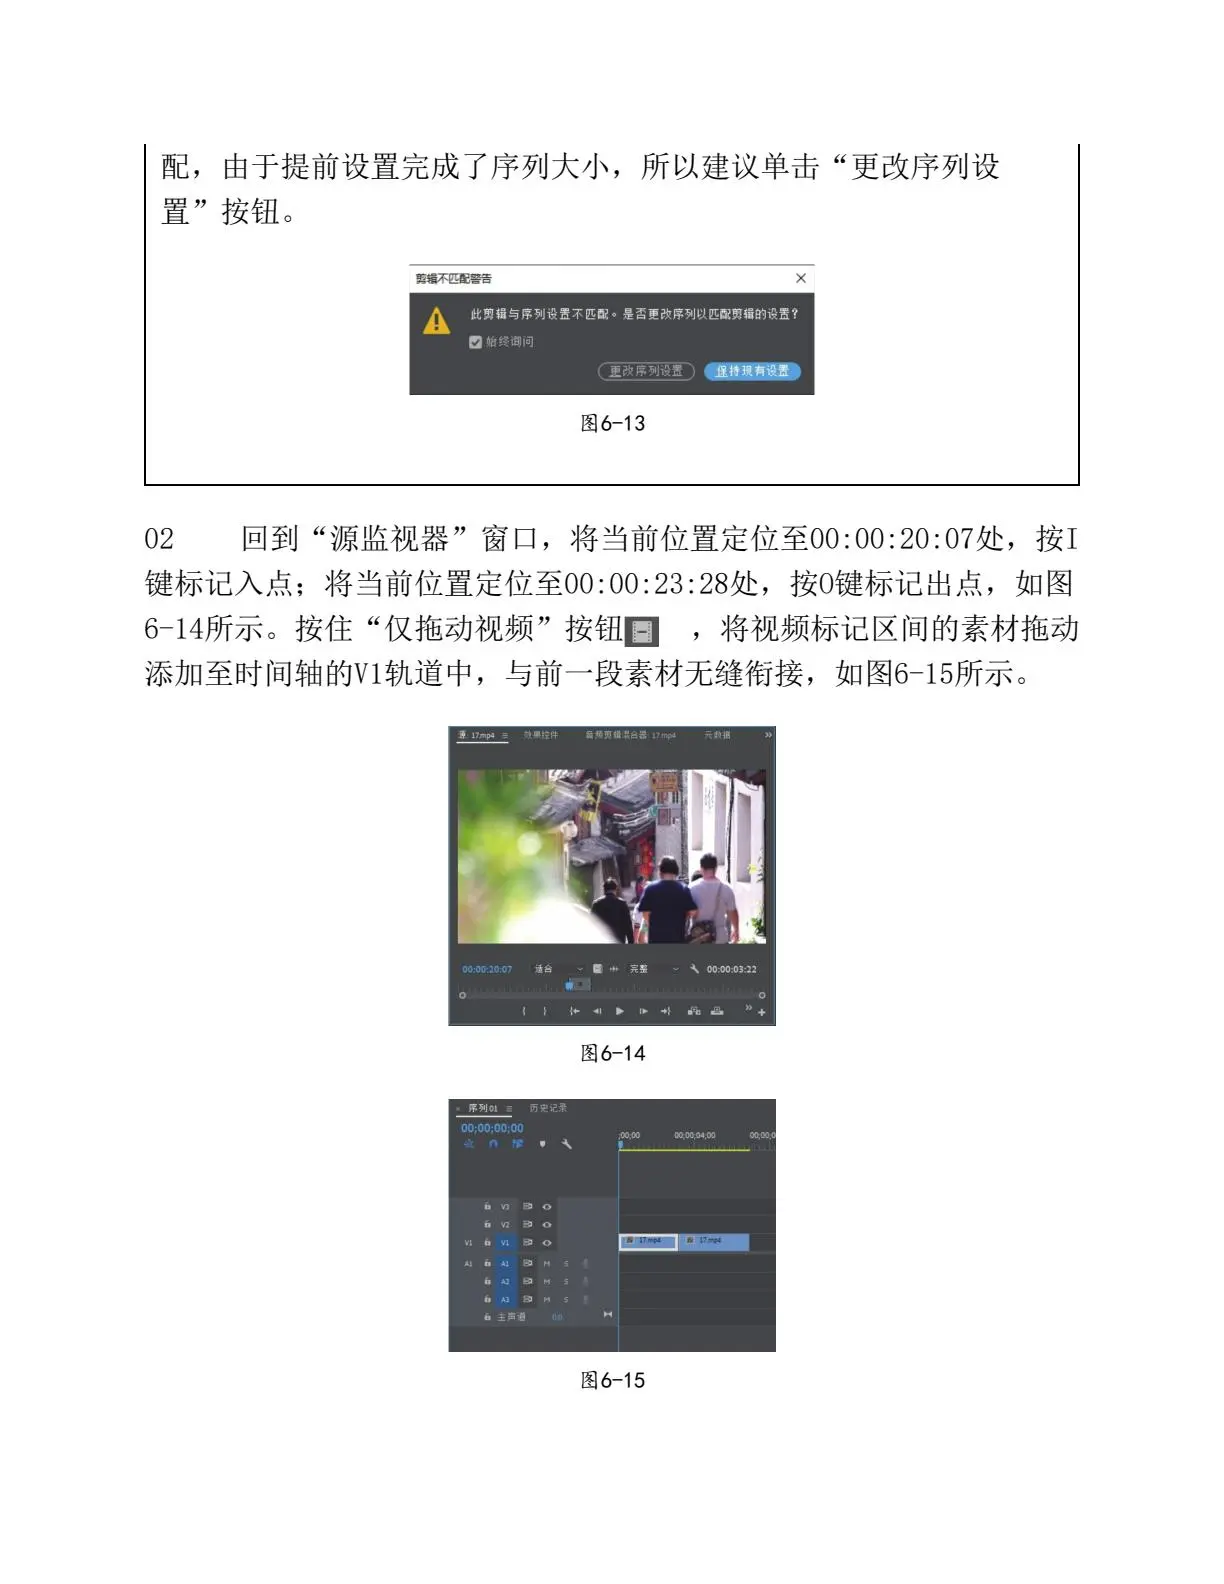 配，由于提前设置完成了序列大小，所以建议单击“更改序列设
置”按钮。
剪辑不匹配警告
此剪辑与序列设置不匹配。是否更改序列以匹配剪辑的设置？
始终询问
更改序列设置 保持现有设置
图6-13
02 回到“源监视器”窗口，将当前位置定位至00:00:20:07处，按I
键标记入点；将当前位置定位至00:00:23:28处，按O键标记出点，如图
6-14所示。按住“仅拖动视频”按钮 ，将视频标记区间的素材拖动
添加至时间轴的V1轨道中，与前一段素材无缝衔接，如图6-15所示。
源: 17.mp4 效果控件 音频剪辑混合器: 17.mp4 元数据
00:00:20:07 适合 完整 00:00:03:22
图6-14
序列01 历史记录
00;00;00;00
;00;00 00;00;04;00 00;00;0
V3
V2
V1 V1 17.mp4 17.mp4
A1 A1 M S
A2 M S
A3 M S
主声道 0.0
图6-15